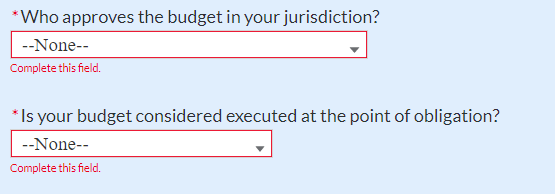 *Who approves the budget in your jurisdiction?
--None--
Complete this field.
*Is your budget considered executed at the point of obligation?
--None--
Complete this field.